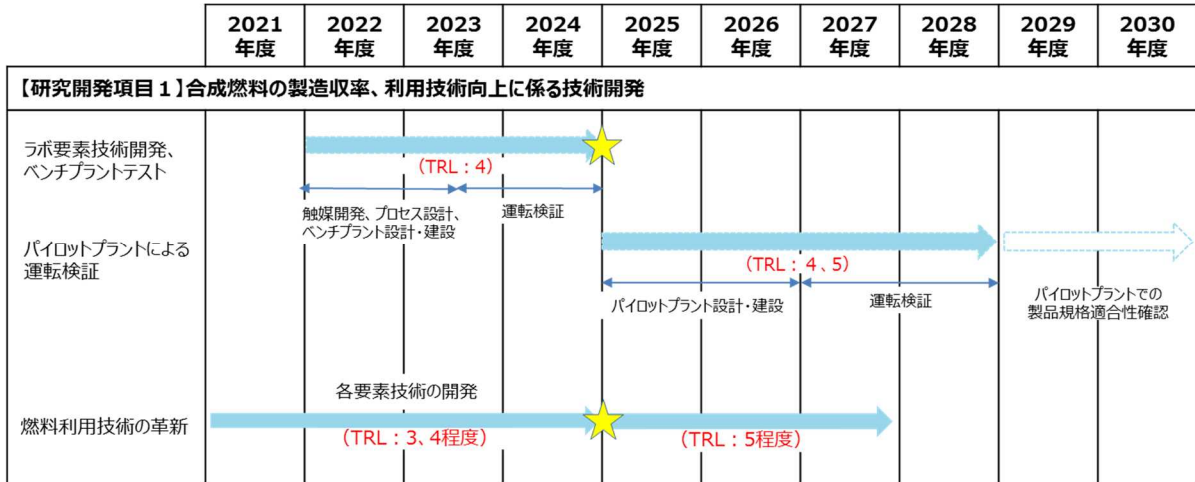 2021
年度
2022
年度
2023
年度
2024
年度
2025
年度
2026
年度
2027
年度
2028
年度
2029
年度
2030
年度
【研究開発項目１】合成燃料の製造収率、利用技術向上に係る技術開発
ラボ要素技術開発、
ベンチプラントテスト
（TRL：4）
触媒開発、プロセス設計、
ベンチプラント設計・建設
運転検証
パイロットプラントによる
運転検証
（TRL：４、５）
パイロットプラント設計・建設
運転検証
パイロットプラントでの
製品規格適合性確認
燃料利用技術の革新
各要素技術の開発
（TRL：3、4程度）
（TRL：5程度）